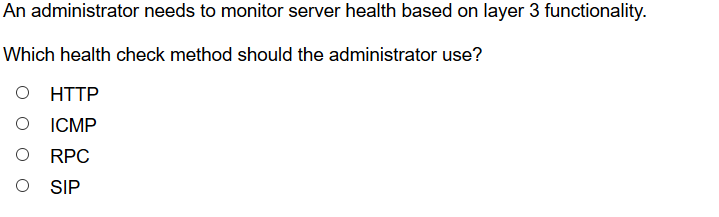 An administrator needs to monitor server health based on layer 3 functionality.
Which health check method should the administrator use?
HTTP
ICMP
RPC
SIP